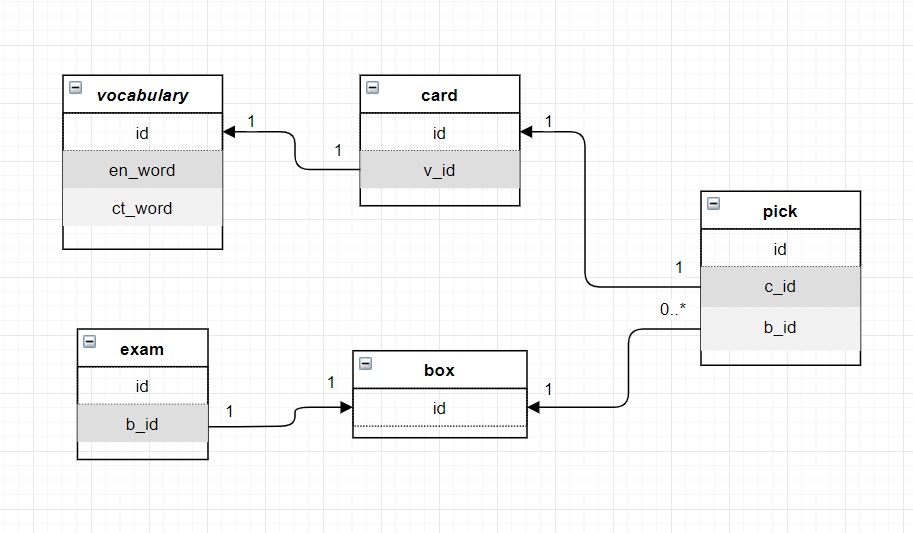 vocabulary
id
en_word
ct_word
1
1
card
id
v_id
1
1
pick
id
c_id
b_id
0..*
1
exam
id
b_id
1
1
box
id